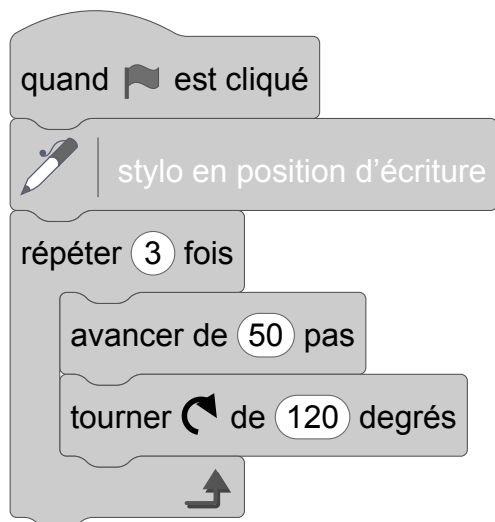 quand est cliqué
stylo en position d’écriture
répéter 3 fois
avancer de 50 pas
tourner de 120 degrés